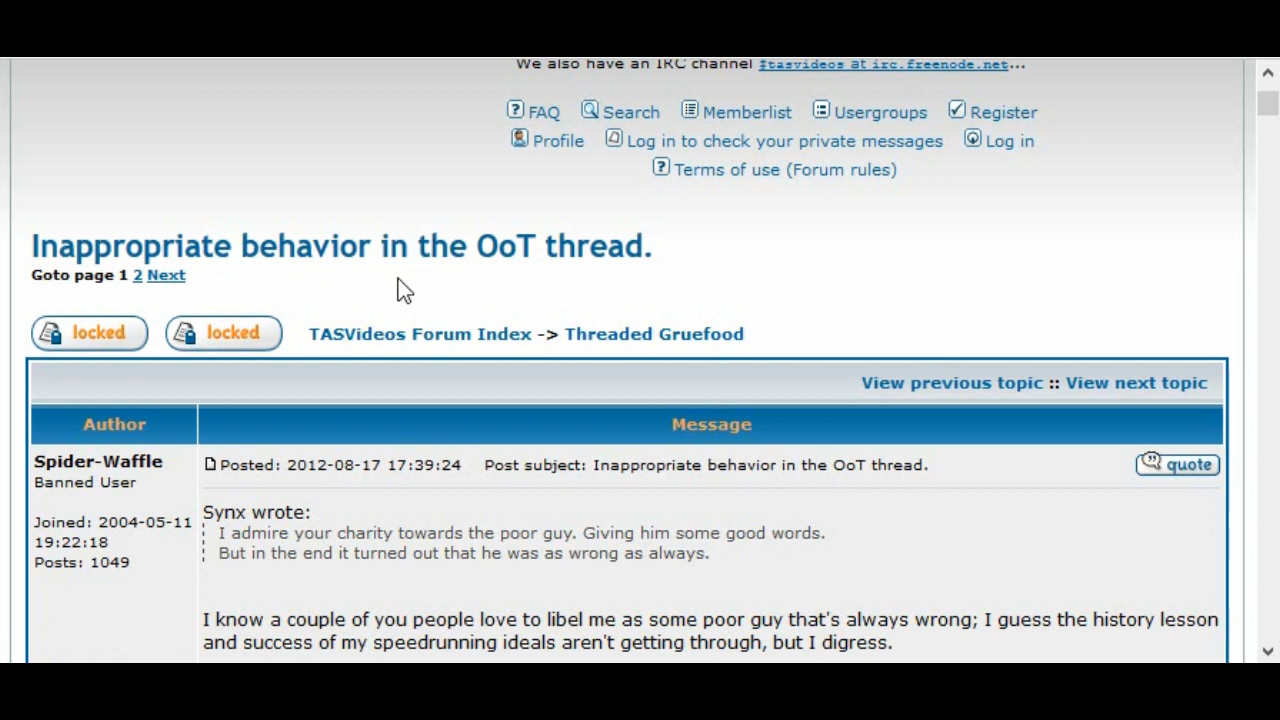 We also have an IRC channel #tasvideos at irc.freenode.net...
FAQ Search Memberlist Usergroups Register
Profile Log in to check your private messages Log in
Terms of use (Forum rules)
Inappropriate behavior in the OoT thread.
Goto page 1 2 Next
locked locked TASVideos Forum Index -> Threaded Gruefood
View previous topic :: View next topic
Author Message
Spider-Waffle
Banned User
Joined: 2004-05-11
19:22:18
Posts: 1049
Posted: 2012-08-17 17:39:24 Post subject: Inappropriate behavior in the OoT thread.
quote
Synx wrote:
I admire your charity towards the poor guy. Giving him some good words.
But in the end it turned out that he was as wrong as always.
I know a couple of you people love to libel me as some poor guy that's always wrong; I guess the history lesson
and success of my speedrunning ideals aren't getting through, but I digress.